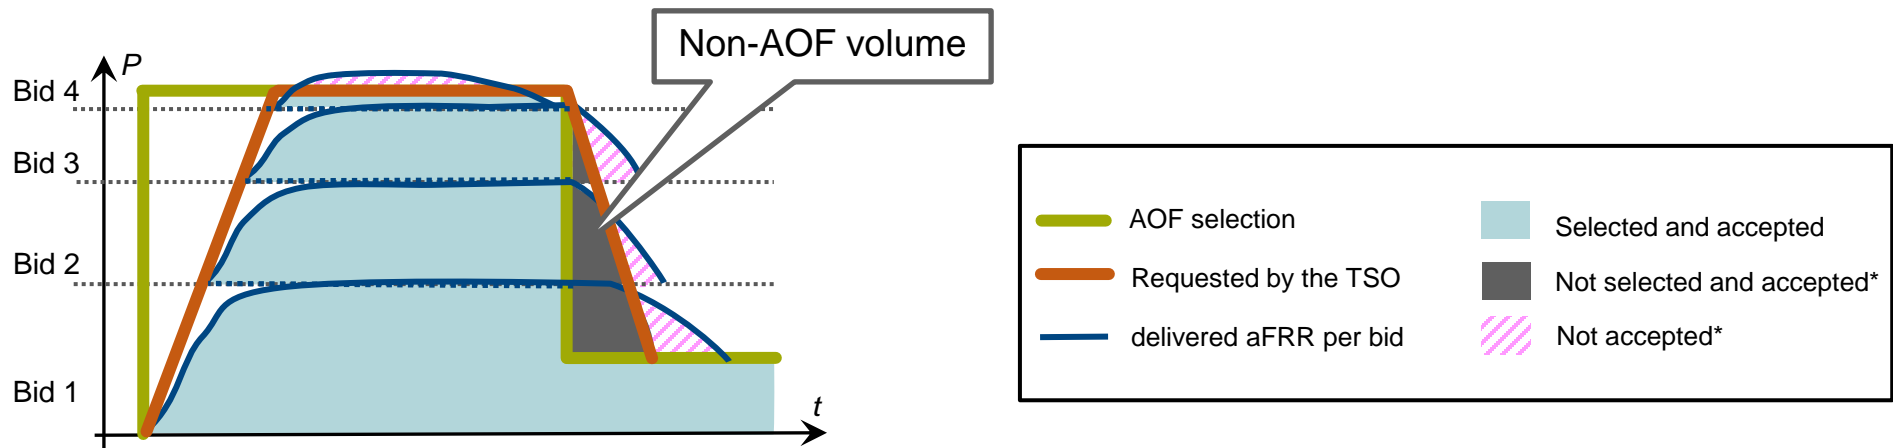 Non-AOF volume
P
Bid 4
Bid 3
Bid 2
Bid 1
t
AOF selection
Requested by the TSO
delivered aFRR per bid
Selected and accepted
Not selected and accepted*
Not accepted*